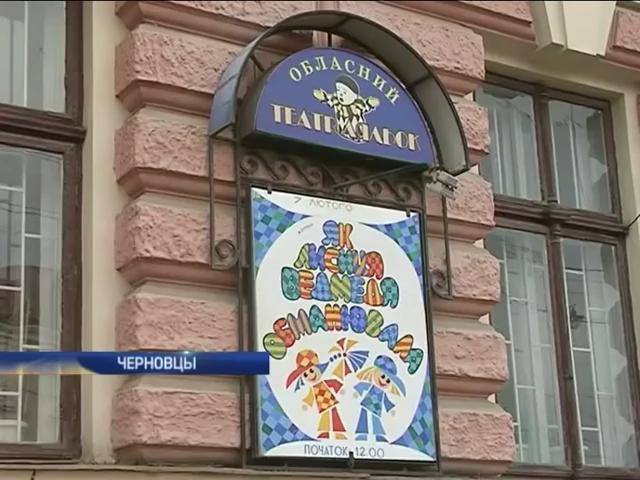 ОБЛАСНИЙ
ТЕАТР ЛЯЛЬОК
7 ЛЮТОГО
ЯК
ЛИСИЧКА
ВЕДМЕДЯ
ОБМАНЮВАЛА
ПОЧАТОК 12.00
ЧЕРНОВЦЫ